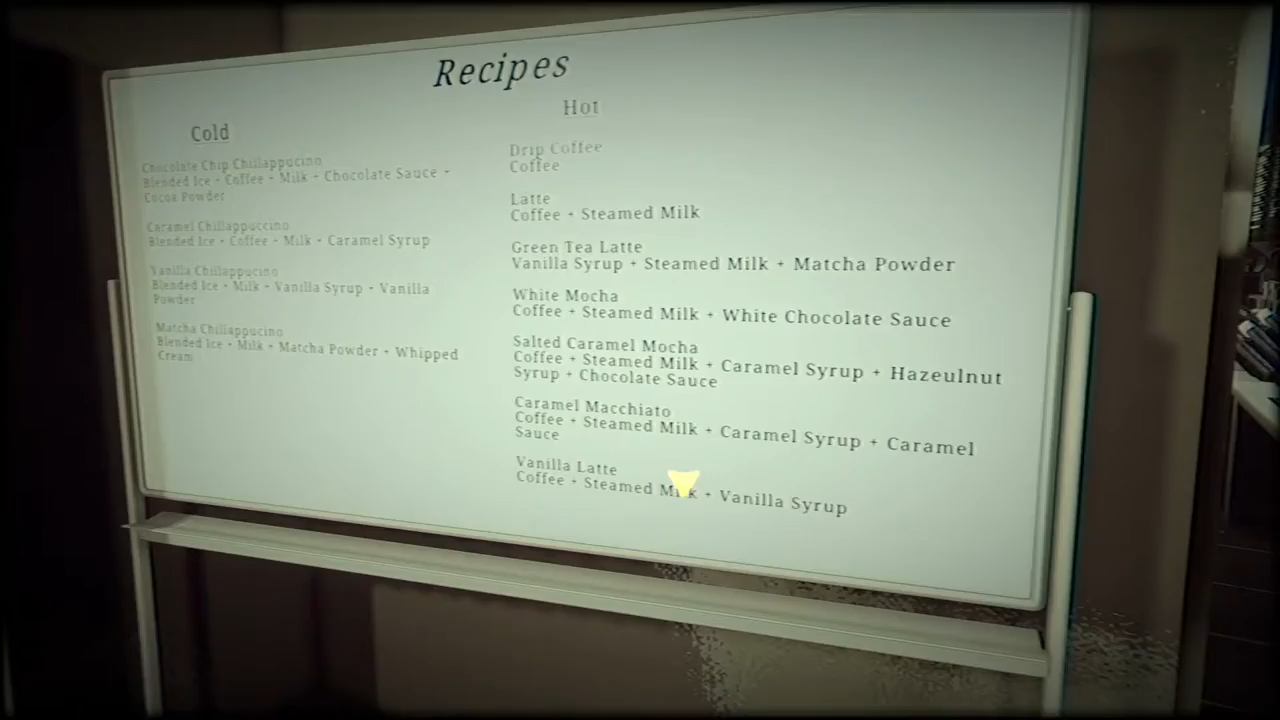 Recipes
Cold
Chocolate Chip Chillappucino
Blended Ice + Coffee + Milk + Chocolate Sauce +
Cocoa Powder
Caramel Chillappuccino
Blended Ice + Coffee + Milk + Caramel Syrup
Vanilla Chillappucino
Blended Ice + Milk + Vanilla Syrup + Vanilla
Powder
Matcha Chillappucino
Blended Ice + Milk + Matcha Powder + Whipped
Cream
Hot
Drip Coffee
Coffee
Latte
Coffee + Steamed Milk
Green Tea Latte
Vanilla Syrup + Steamed Milk + Matcha Powder
White Mocha
Coffee + Steamed Milk + White Chocolate Sauce
Salted Caramel Mocha
Coffee + Steamed Milk + Caramel Syrup + Hazeulnut
Syrup + Chocolate Sauce
Caramel Macchiato
Coffee + Steamed Milk + Caramel Syrup + Caramel
Sauce
Vanilla Latte
Coffee + Steamed Milk + Vanilla Syrup